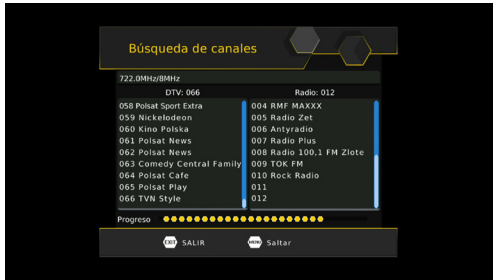 Búsqueda de canales
722.0MHz/8MHz
DTV: 066
Radio: 012
058 Polsat Sport Extra
059 Nickelodeon
060 Kino Polska
061 Polsat News
062 Polsat News
063 Comedy Central Family
064 Polsat Cafe
065 Polsat Play
066 TVN Style
004 RMF MAXXX
005 Radio Zet
006 Antyradio
007 Radio Plus
008 Radio 100,1 FM Zlote
009 TOK FM
010 Rock Radio
011
012
Progreso
EXIT SALIR
MENU Saltar